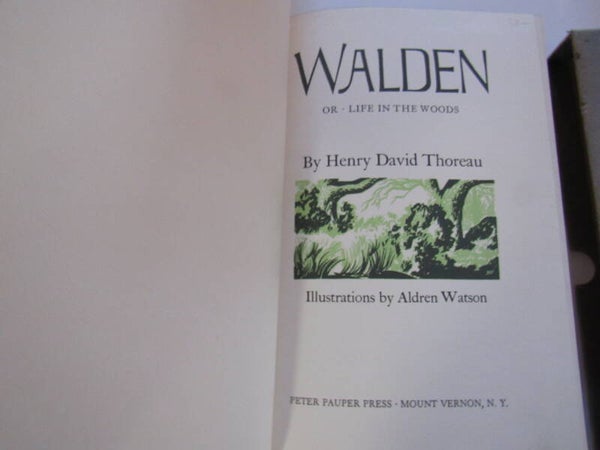 WALDEN
OR · LIFE IN THE WOODS
By Henry David Thoreau
Illustrations by Aldren Watson
PETER PAUPER PRESS · MOUNT VERNON, N. Y.